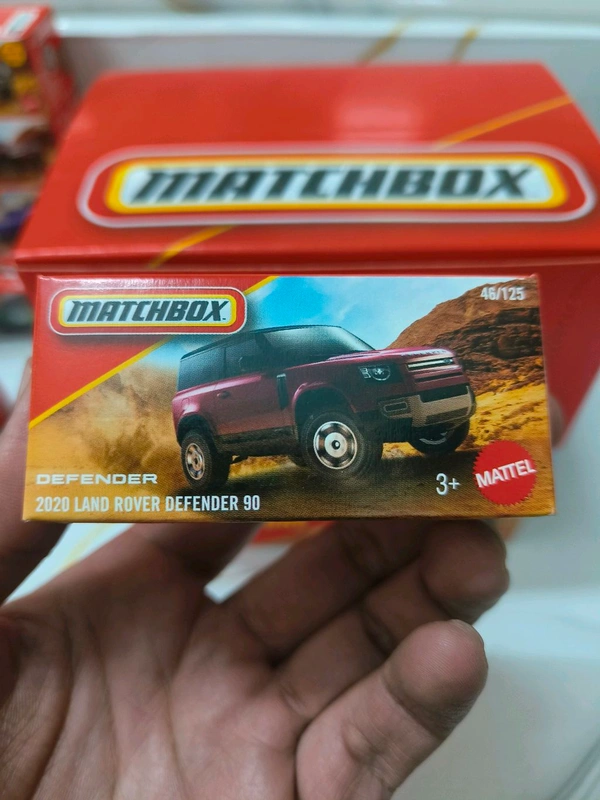 MATCHBOX
MATCHBOX
46/125
DEFENDER
2020 LAND ROVER DEFENDER 90
3+
MATTEL